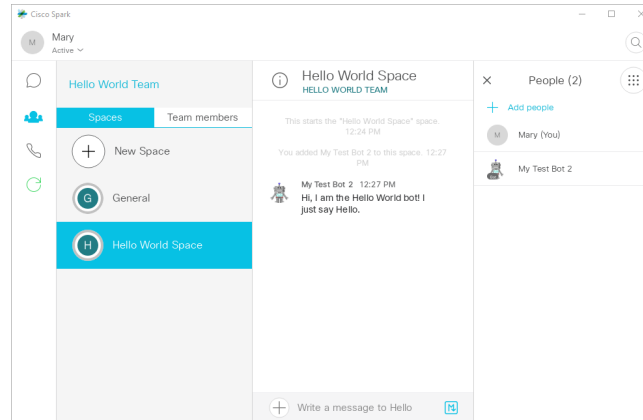 Cisco Spark
M
Mary
Active
Hello World Team
Spaces
Team members
New Space
G
General
H
Hello World Space
Hello World Space
HELLO WORLD TEAM
This starts the "Hello World Space" space.
12:24 PM
You added My Test Bot 2 to this space. 12:27
PM
My Test Bot 2 12:27 PM
Hi, I am the Hello World bot! I
just say Hello.
Write a message to Hello
M
People (2)
Add people
M
Mary (You)
My Test Bot 2